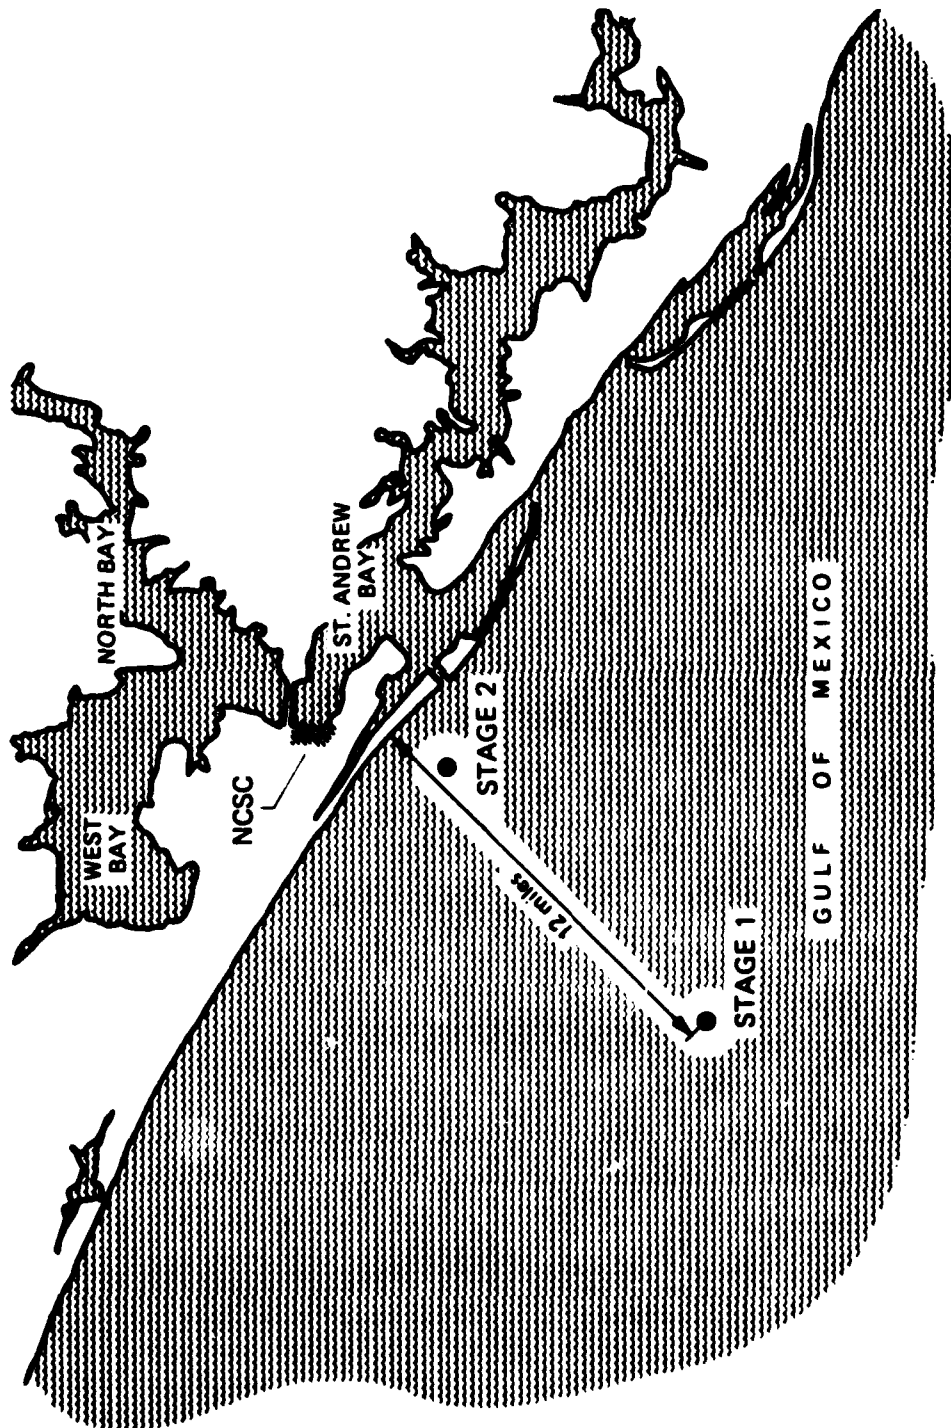 NORTH BAY
WEST
BAY
ST. ANDREW
BAY
NCSC
STAGE 2
12 miles
STAGE 1
GULF OF MEXICO